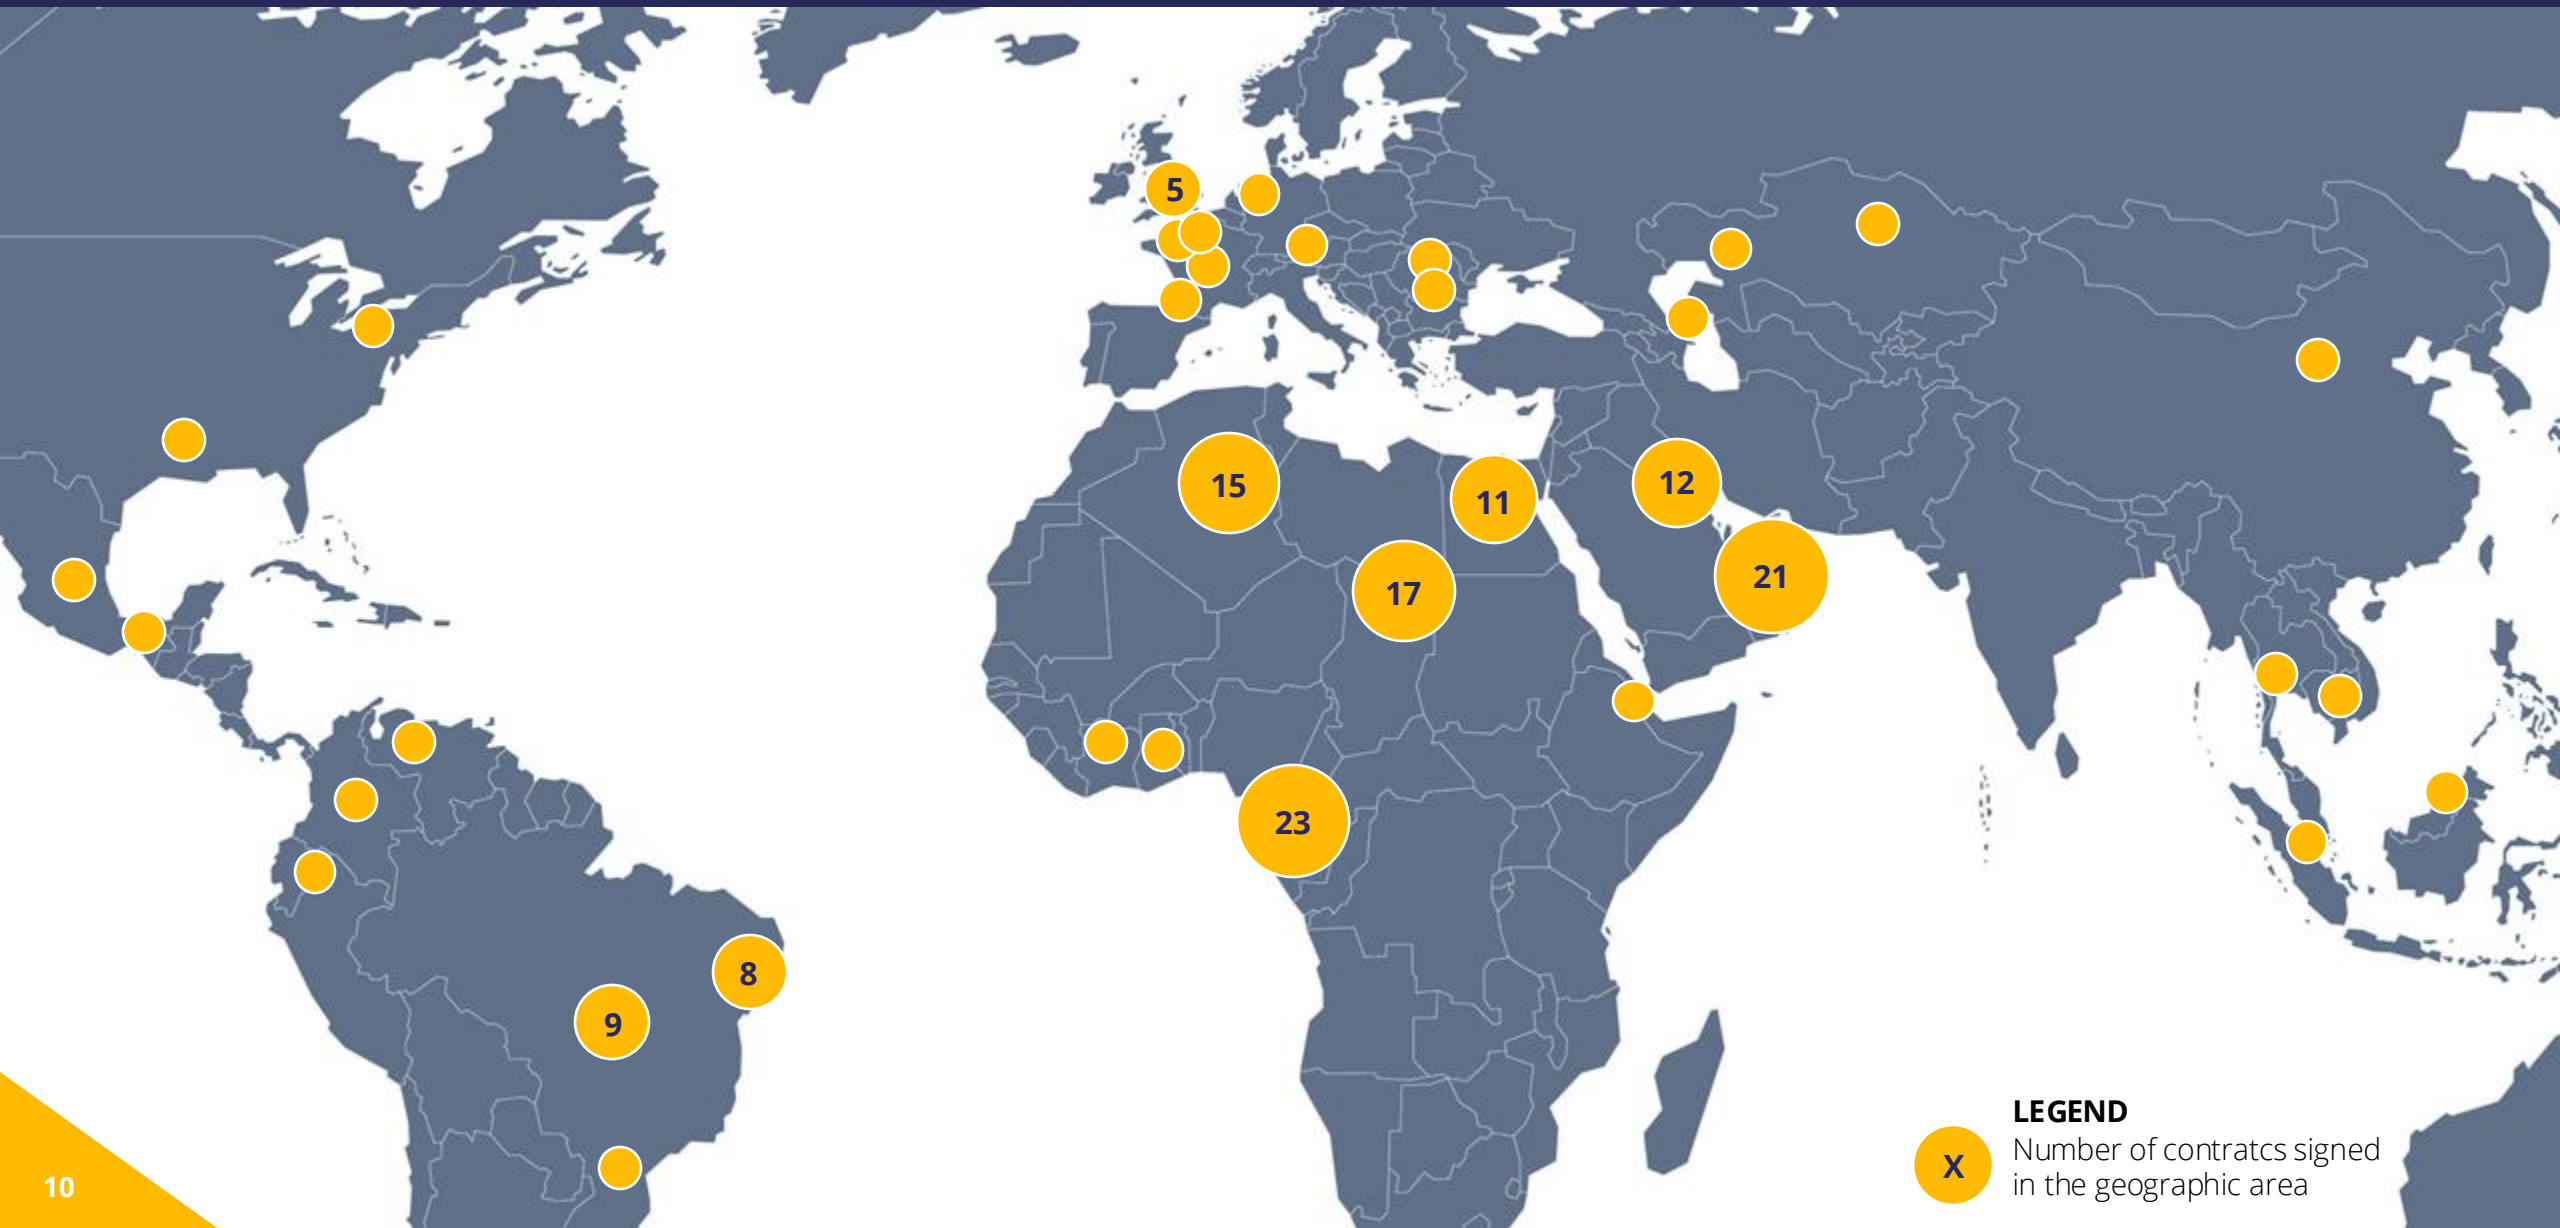 5
15
11
12
17
21
23
8
9
LEGEND
X
Number of contratcs signed
in the geographic area
10